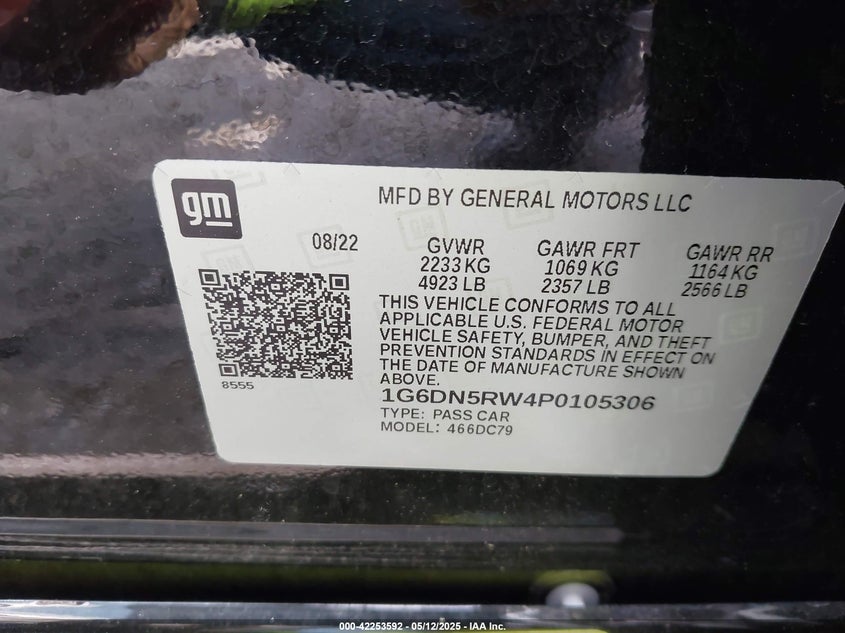 gm
MFD BY GENERAL MOTORS LLC
08/22
GVWR
2233 KG
4923 LB
GAWR FRT
1069 KG
2357 LB
GAWR RR
1164 KG
2566 LB
THIS VEHICLE CONFORMS TO ALL
APPLICABLE U.S. FEDERAL MOTOR
VEHICLE SAFETY, BUMPER, AND THEFT
PREVENTION STANDARDS IN EFFECT ON
THE DATE OF MANUFACTURE SHOWN
ABOVE.
8555
1G6DN5RW4P0105306
TYPE: PASS CAR
MODEL: 466DC79
000-42253592 - 05/12/2025 - IAA Inc.